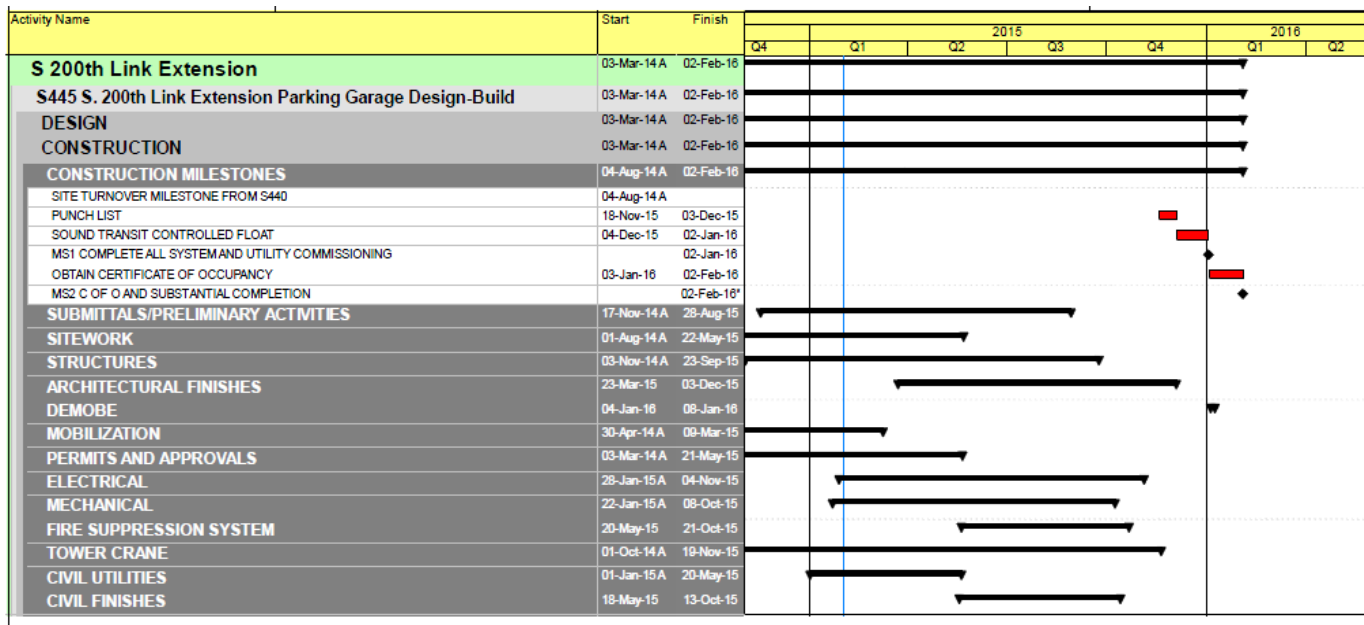 Activity Name Start Finish
2015 2016
Q4 Q1 Q2 Q3 Q4 Q1 Q2
S 200th Link Extension 03-Mar-14 A 02-Feb-16
S445 S. 200th Link Extension Parking Garage Design-Build 03-Mar-14 A 02-Feb-16
DESIGN 03-Mar-14 A 02-Feb-16
CONSTRUCTION 03-Mar-14 A 02-Feb-16
CONSTRUCTION MILESTONES 04-Aug-14 A 02-Feb-16
SITE TURNOVER MILESTONE FROM S440 04-Aug-14 A
PUNCH LIST 18-Nov-15 03-Dec-15
SOUND TRANSIT CONTROLLED FLOAT 04-Dec-15 02-Jan-16
MS1 COMPLETE ALL SYSTEM AND UTILITY COMMISSIONING 02-Jan-16
OBTAIN CERTIFICATE OF OCCUPANCY 03-Jan-16 02-Feb-16
MS2 C OF O AND SUBSTANTIAL COMPLETION 02-Feb-16*
SUBMITTALS/PRELIMINARY ACTIVITIES 17-Nov-14 A 28-Aug-15
SITEWORK 01-Aug-14 A 22-May-15
STRUCTURES 03-Nov-14 A 23-Sep-15
ARCHITECTURAL FINISHES 23-Mar-15 03-Dec-15
DEMOBE 04-Jan-16 08-Jan-16
MOBILIZATION 30-Apr-14 A 09-Mar-15
PERMITS AND APPROVALS 03-Mar-14 A 21-May-15
ELECTRICAL 28-Jan-15 A 04-Nov-15
MECHANICAL 22-Jan-15 A 08-Oct-15
FIRE SUPPRESSION SYSTEM 20-May-15 21-Oct-15
TOWER CRANE 01-Oct-14 A 19-Nov-15
CIVIL UTILITIES 01-Jan-15 A 20-May-15
CIVIL FINISHES 18-May-15 13-Oct-15